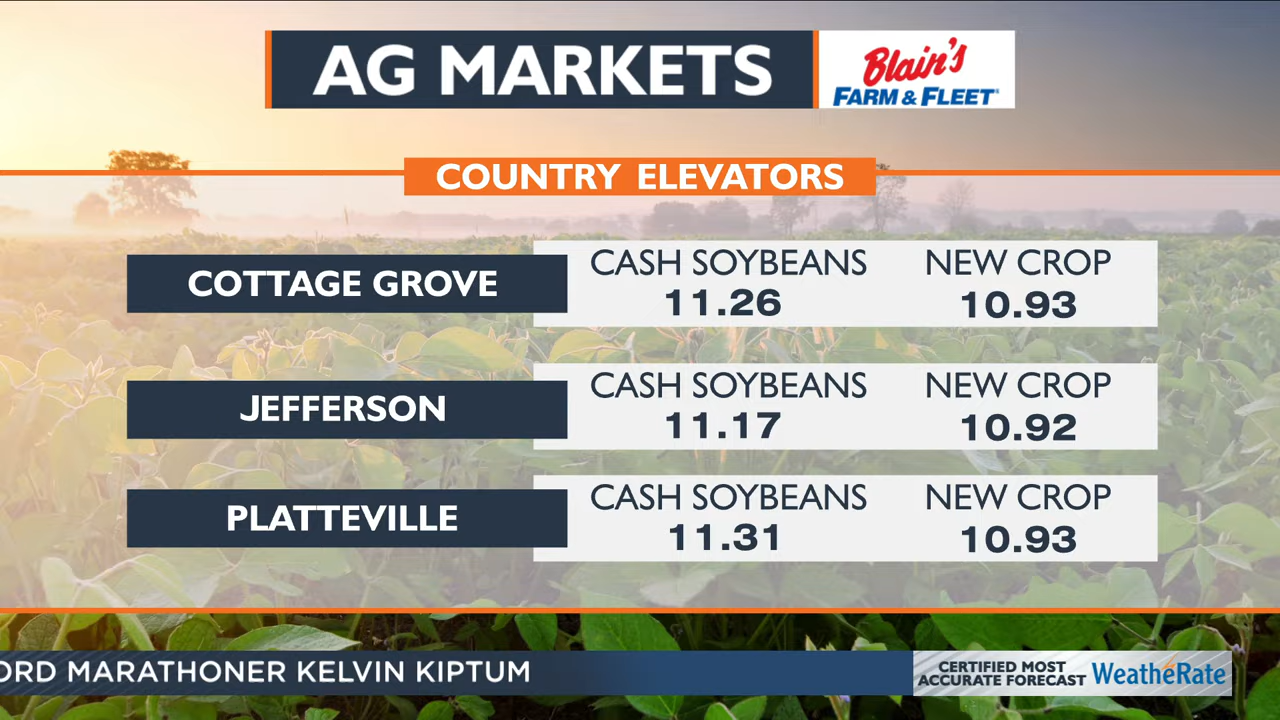 AG MARKETS
Blain's
FARM & FLEET
COUNTRY ELEVATORS
COTTAGE GROVE
CASH SOYBEANS
11.26
NEW CROP
10.93
JEFFERSON
CASH SOYBEANS
11.17
NEW CROP
10.92
PLATTEVILLE
CASH SOYBEANS
11.31
NEW CROP
10.93
MARATHONER KELVIN KIPTUM
CERTIFIED MOST
ACCURATE FORECAST
WeatheRate